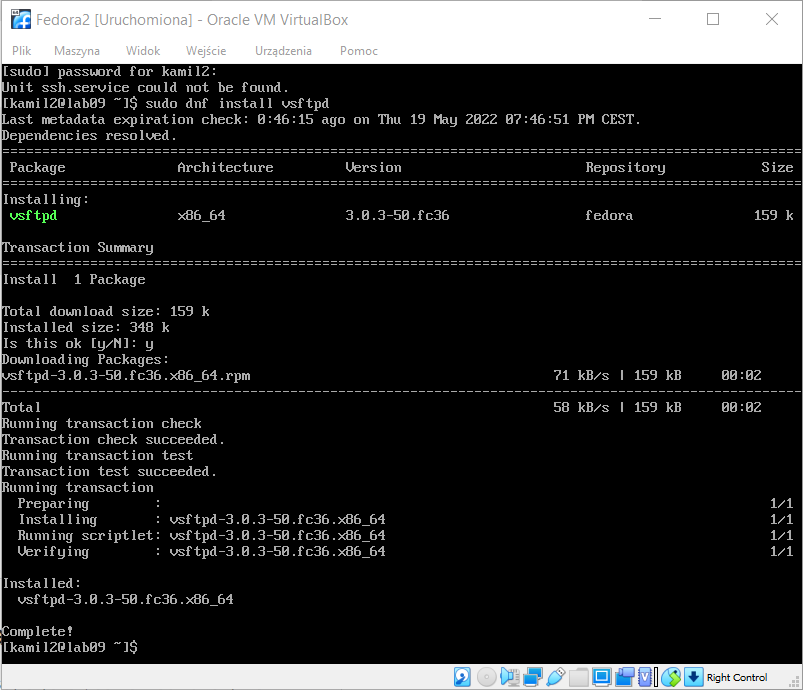 Fedora2 [Uruchomiona] - Oracle VM VirtualBox
Plik Maszyna Widok Wejście Urządzenia Pomoc
[sudo] password for kamil2:
Unit ssh.service could not be found.
[kamil2@lab09 ~]$ sudo dnf install vsftpd
Last metadata expiration check: 0:46:15 ago on Thu 19 May 2022 07:46:51 PM CEST.
Dependencies resolved.
Package Architecture Version Repository Size
Installing:
vsftpd x86_64 3.0.3-50.fc36 fedora 159 k
Transaction Summary
Install 1 Package
Total download size: 159 k
Installed size: 348 k
Is this ok [y/N]: y
Downloading Packages:
vsftpd-3.0.3-50.fc36.x86_64.rpm 71 kB/s | 159 kB 00:02
Total 58 kB/s | 159 kB 00:02
Running transaction check
Transaction check succeeded.
Running transaction test
Transaction test succeeded.
Running transaction
Preparing : 1/1
Installing : vsftpd-3.0.3-50.fc36.x86_64 1/1
Running scriptlet: vsftpd-3.0.3-50.fc36.x86_64 1/1
Verifying : vsftpd-3.0.3-50.fc36.x86_64 1/1
Installed:
vsftpd-3.0.3-50.fc36.x86_64
Complete!
[kamil2@lab09 ~]$
Right Control